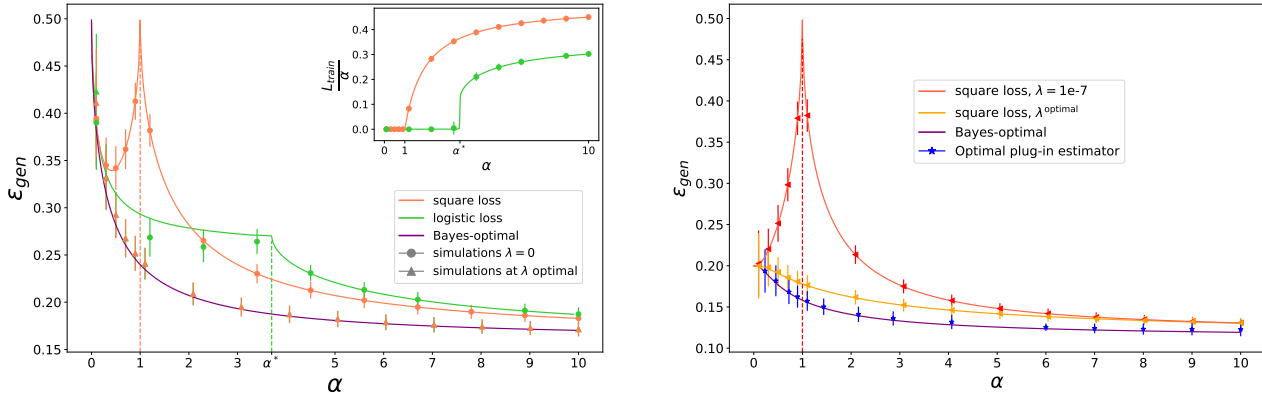 0.50
0.45
0.40
0.35
0.30
0.25
0.20
0.15
ε_gen
0 1 2 3 α* 4 5 6 7 8 9 10
α
0.4
0.3
0.2
0.1
0.0
L_train
α
1 α* 10
α
square loss
logistic loss
Bayes-optimal
simulations λ = 0
simulations at λ optimal
0.50
0.45
0.40
0.35
0.30
0.25
0.20
0.15
0.10
ε_gen
0 1 2 3 4 5 6 7 8 9 10
α
square loss, λ = 1e-7
square loss, λ^optimal
Bayes-optimal
Optimal plug-in estimator